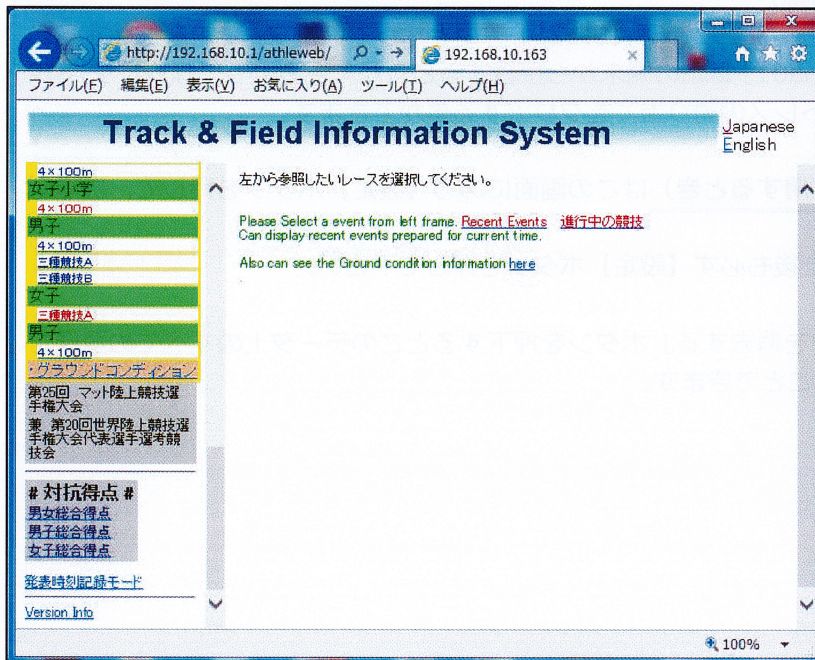 http://192.168.10.1/athleweb/
192.168.10.163
ファイル(F) 編集(E) 表示(V) お気に入り(A) ツール(T) ヘルプ(H)
Track & Field Information System
Japanese
English
4×100m
女子小学
4×100m
男子
4×100m
三種競技A
三種競技B
女子
三種競技A
男子
4×100m
・グラウンドコンディション
第25回 マット陸上競技選
手権大会
兼 第20回世界陸上競技選
手権大会代表選手選考競
技会
# 対抗得点 #
男女総合得点
男子総合得点
女子総合得点
発表時刻記録モード
Version Info
左から参照したいレースを選択してください。
Please Select a event from left frame. Recent Events 進行中の競技
Can display recent events prepared for current time.
Also can see the Ground condition information here
100%